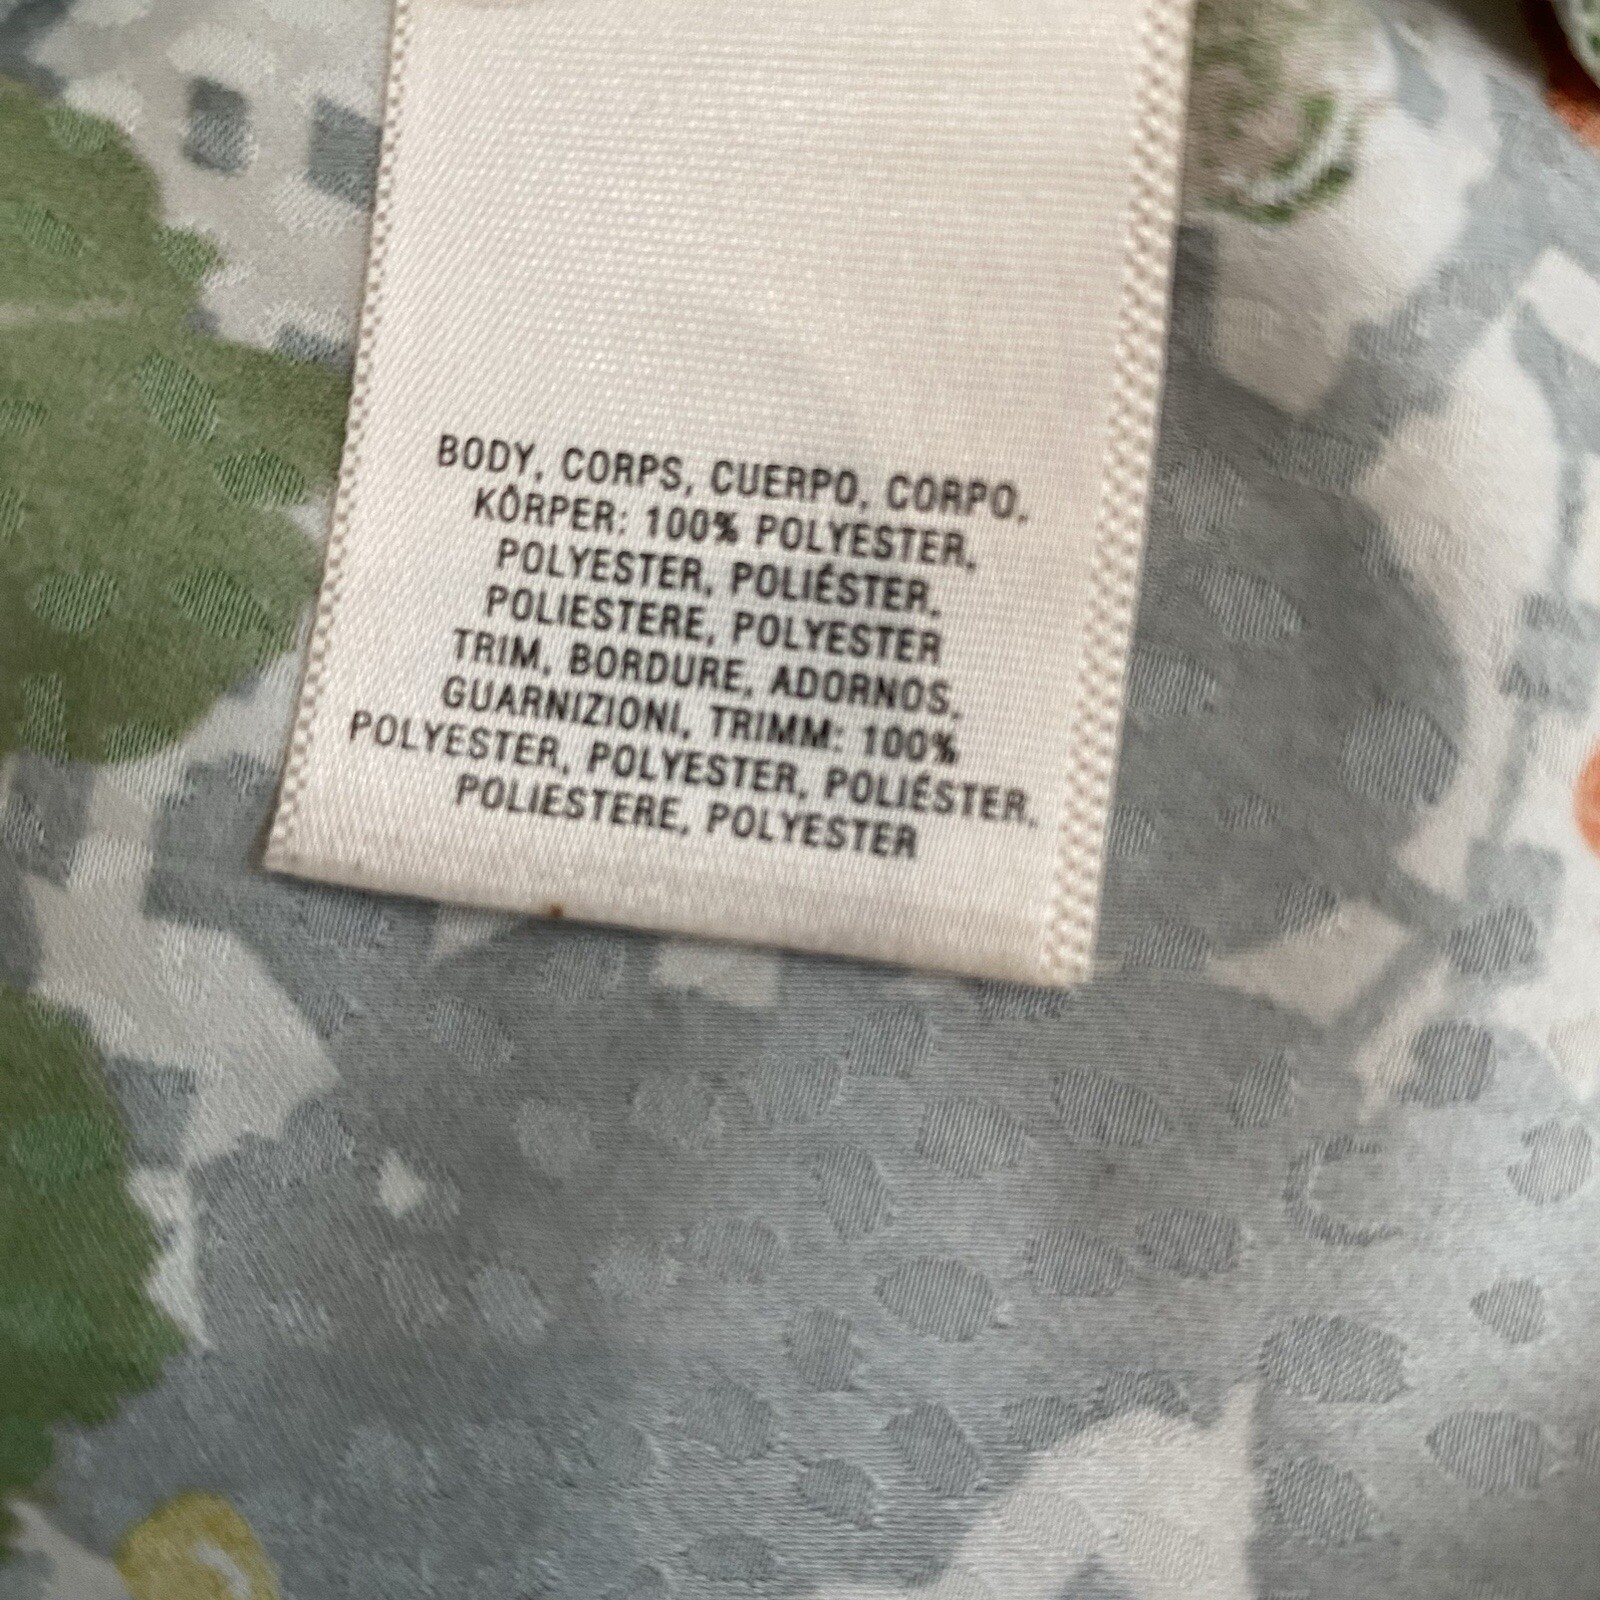 BODY, CORPS, CUERPO, CORPO,
KÖRPER: 100% POLYESTER,
POLYESTER, POLIÉSTER,
POLIESTERE, POLYESTER
TRIM, BORDURE, ADORNOS,
GUARNIZIONI, TRIMM: 100%
POLYESTER, POLYESTER, POLIÉSTER,
POLIESTERE, POLYESTER